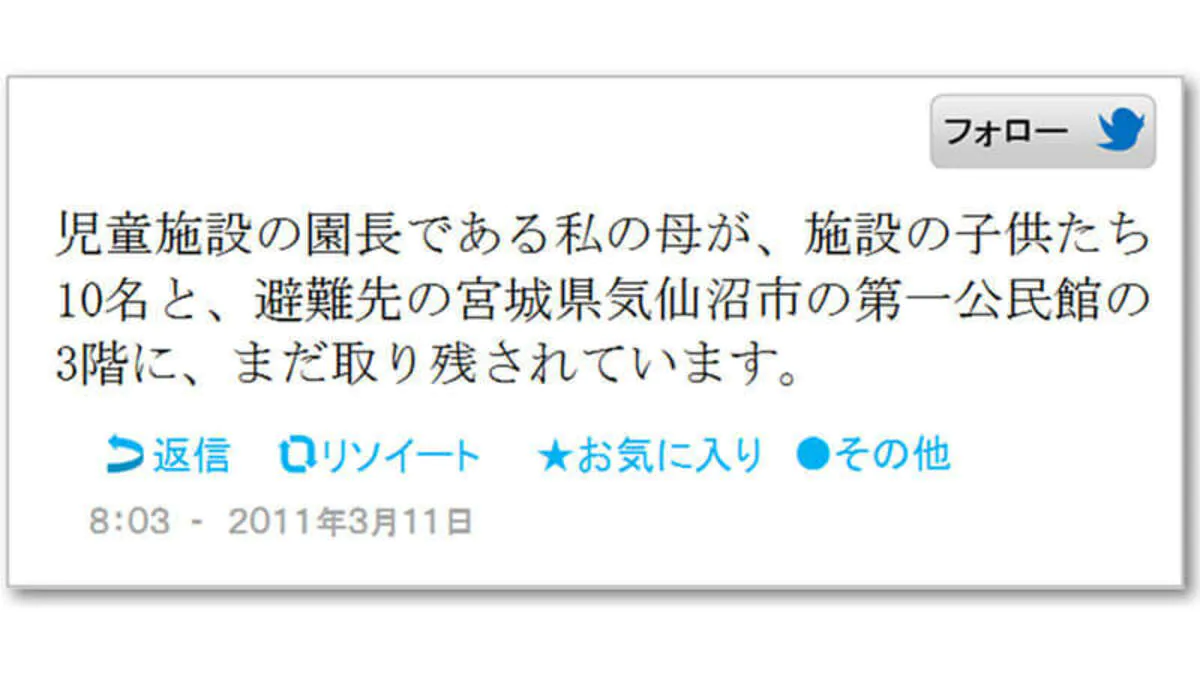 フォロー
児童施設の園長である私の母が、施設の子供たち
10名と、避難先の宮城県気仙沼市の第一公民館の
3階に、まだ取り残されています。
返信 リソイート ★お気に入り ●その他
8:03 - 2011年3月11日